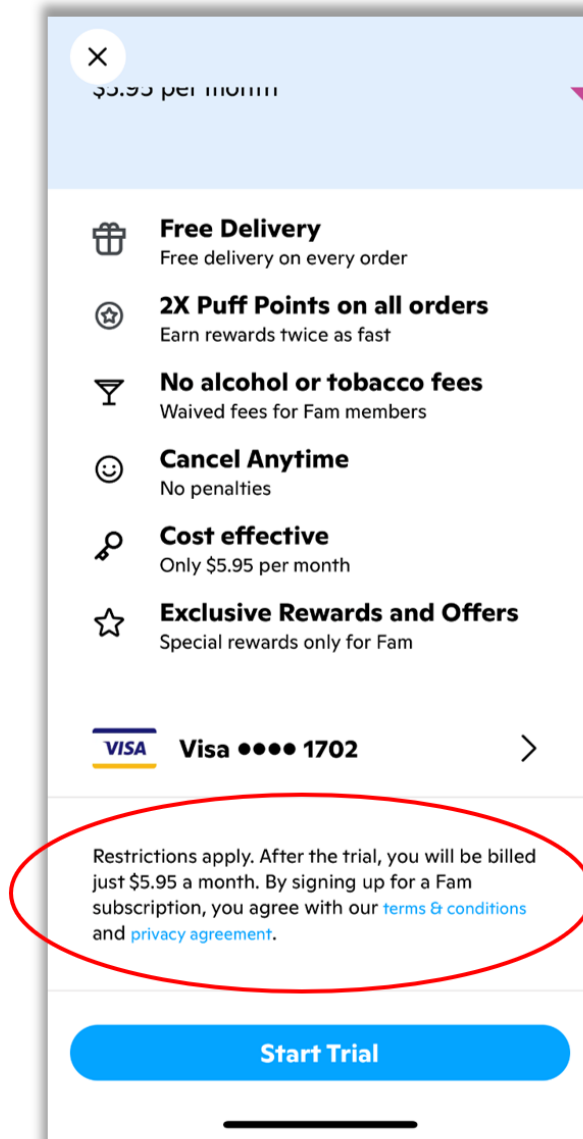 $5.95 per month
Free Delivery
Free delivery on every order
2X Puff Points on all orders
Earn rewards twice as fast
No alcohol or tobacco fees
Waived fees for Fam members
Cancel Anytime
No penalties
Cost effective
Only $5.95 per month
Exclusive Rewards and Offers
Special rewards only for Fam
VISA Visa •••• 1702
Restrictions apply. After the trial, you will be billed
just $5.95 a month. By signing up for a Fam
subscription, you agree with our terms & conditions
and privacy agreement.
Start Trial